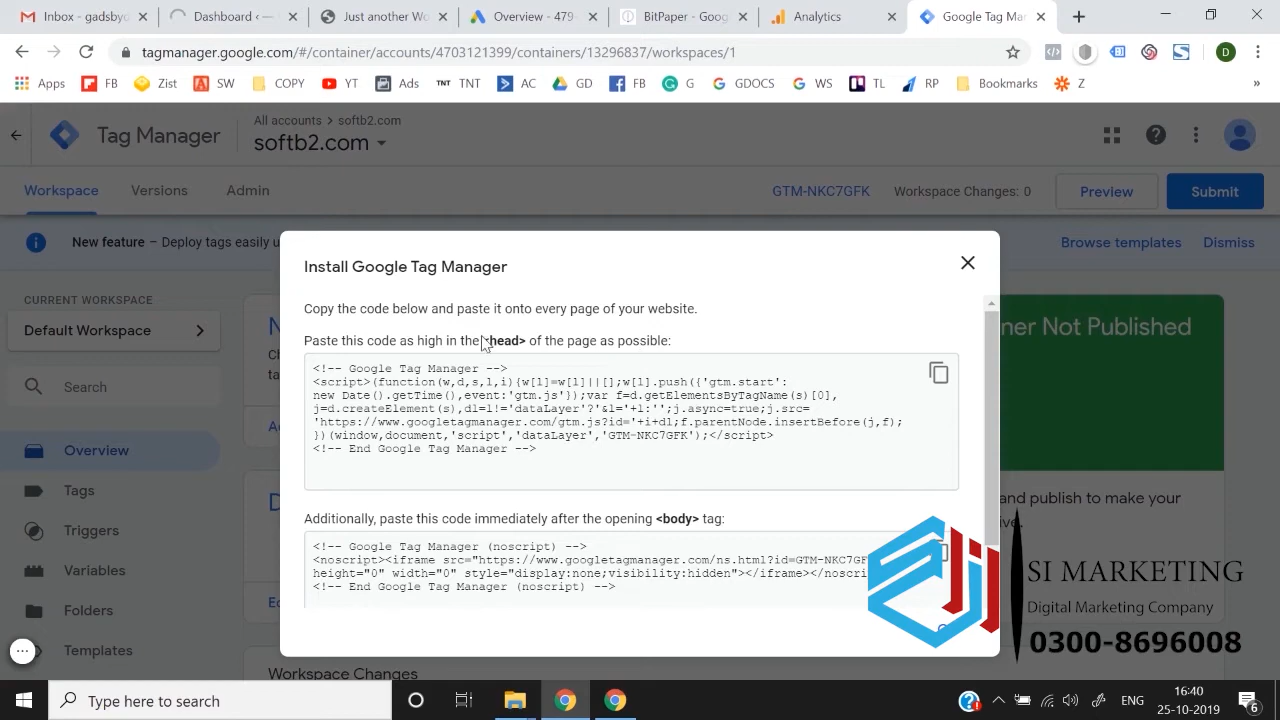 Inbox - gadsby
Dashboard ‹
Just another Wo
Overview - 479-
BitPaper - Goog
Analytics
Google Tag Man
tagmanager.google.com/#/container/accounts/4703121399/containers/13296837/workspaces/1
D
Apps
FB
Zist
SW
COPY
YT
Ads
TNT
TNT
AC
GD
FB
G
GDOCS
WS
TL
RP
Bookmarks
Z
»
Tag Manager
All accounts > softb2.com
softb2.com
Workspace
Versions
Admin
GTM-NKC7GFK
Workspace Changes: 0
Preview
Submit
New feature – Deploy tags easily u
Browse templates
Dismiss
Install Google Tag Manager
Copy the code below and paste it onto every page of your website.
Paste this code as high in the <head> of the page as possible:
<!-- Google Tag Manager -->
<script>(function(w,d,s,l,i){w[l]=w[l]||[];w[l].push({'gtm.start':
new Date().getTime(),event:'gtm.js'});var f=d.getElementsByTagName(s)[0],
j=d.createElement(s),dl=l!='dataLayer'?'&l='+l:'';j.async=true;j.src=
'https://www.googletagmanager.com/gtm.js?id='+i+dl;f.parentNode.insertBefore(j,f);
})(window,document,'script','dataLayer','GTM-NKC7GFK');</script>
<!-- End Google Tag Manager -->
Additionally, paste this code immediately after the opening <body> tag:
<!-- Google Tag Manager (noscript) -->
<noscript><iframe src="https://www.googletagmanager.com/ns.html?id=GTM-NKC7GF
height="0" width="0" style="display:none;visibility:hidden"></iframe></noscri
<!-- End Google Tag Manager (noscript) -->
CURRENT WORKSPACE
Default Workspace
Search
Overview
Tags
Triggers
Variables
Folders
Templates
N
D
ner Not Published
and publish to make your
Workspace Changes
SI MARKETING
Digital Marketing Company
0300-8696008
Type here to search
ENG
16:40
25-10-2019
6